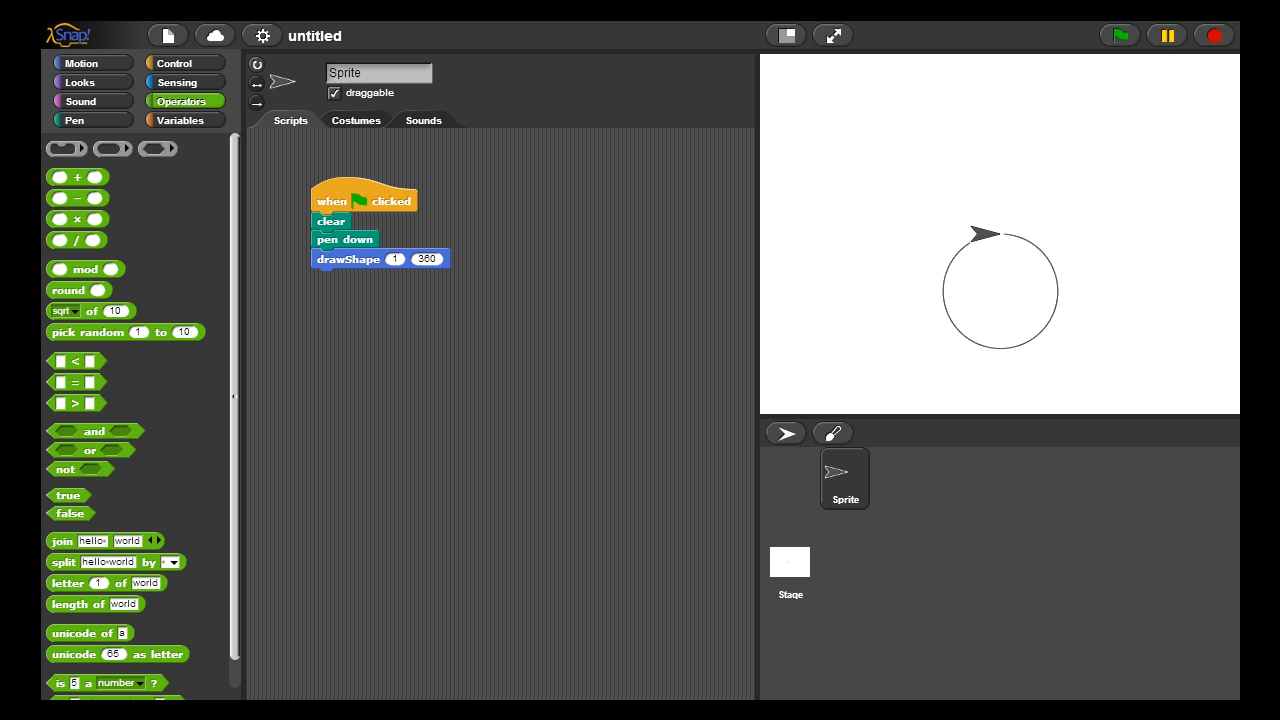 λSnap!
untitled
Motion Control
Looks Sensing
Sound Operators
Pen Variables
Sprite
✓ draggable
Scripts Costumes Sounds
+
−
×
/
mod
round
sqrt of 10
pick random 1 to 10
<
=
>
and
or
not
true
false
join hello world
split hello world by
letter 1 of world
length of world
unicode of a
unicode 65 as letter
is 5 a number ?
when clicked
clear
pen down
drawShape 1 360
Sprite
Stage